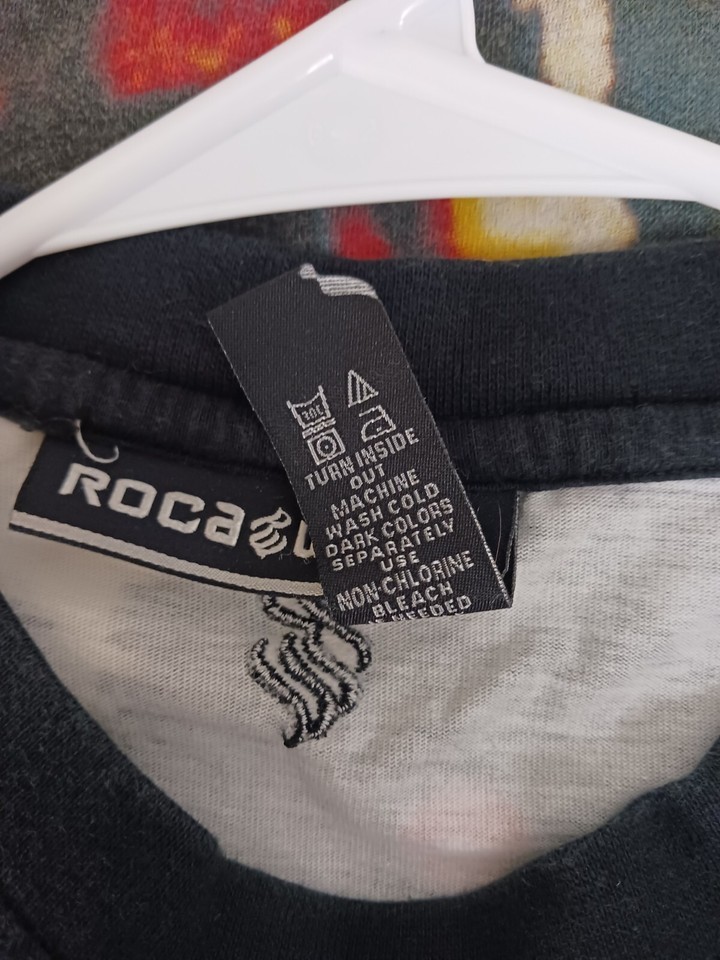 30C
TURN INSIDE
OUT
MACHINE
WASH COLD
DARK COLORS
SEPARATELY
USE
NON-CHLORINE
BLEACH
NEEDED
ROCA